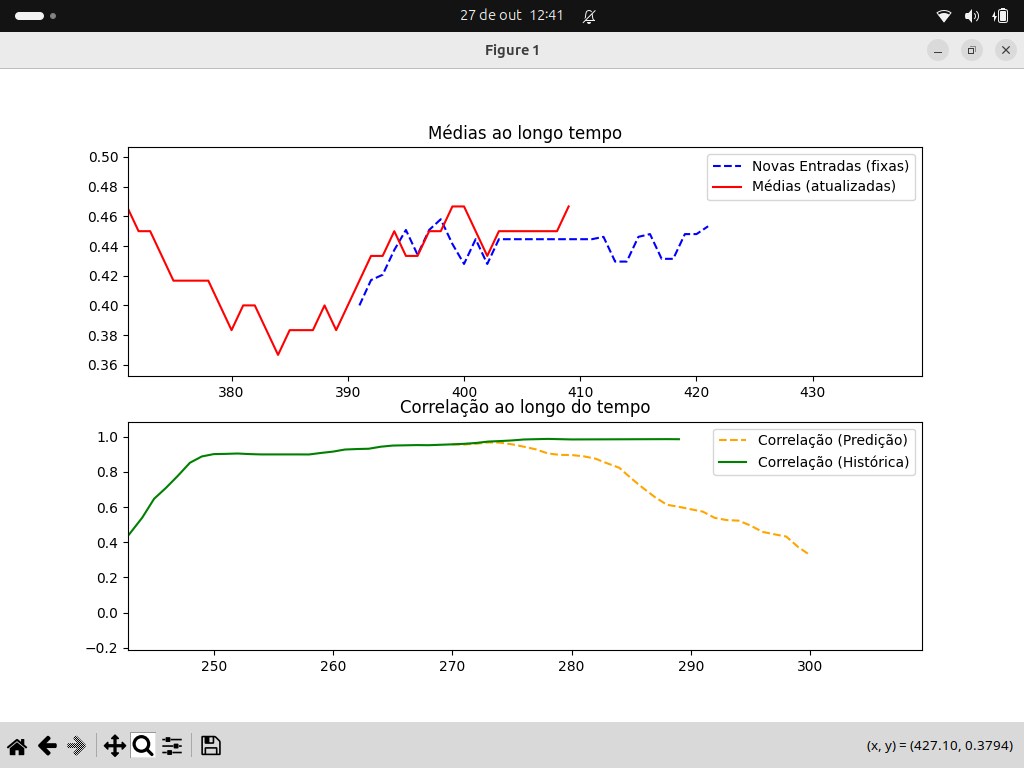 27 de out 12:41
Figure 1
Médias ao longo tempo
0.50
0.48
0.46
0.44
0.42
0.40
0.38
0.36
Novas Entradas (fixas)
Médias (atualizadas)
380 390 400 410 420 430
Correlação ao longo do tempo
1.0
0.8
0.6
0.4
0.2
0.0
−0.2
Correlação (Predição)
Correlação (Histórica)
250 260 270 280 290 300
(x, y) = (427.10, 0.3794)